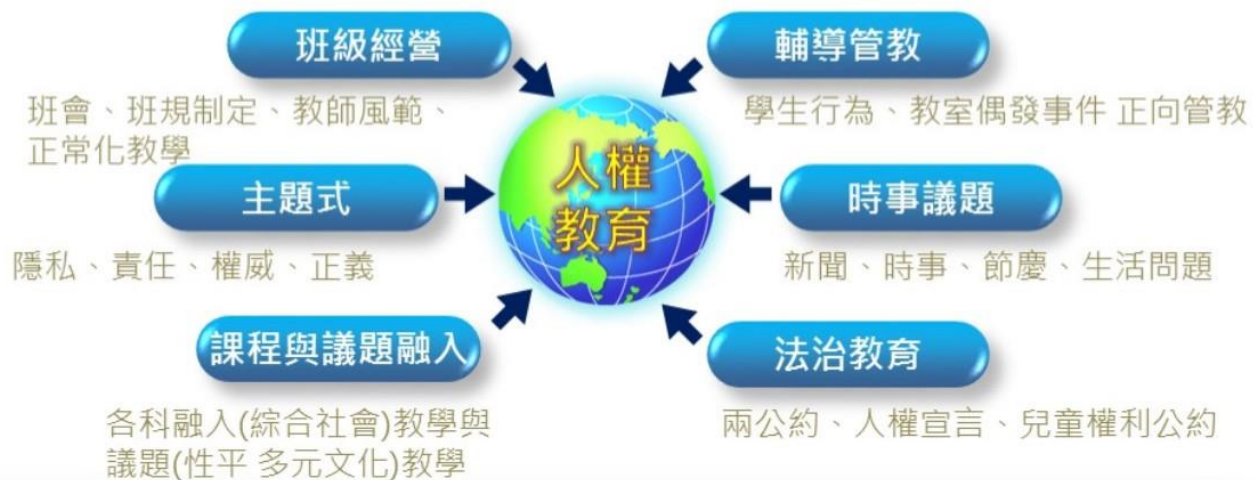 班級經營
班會、班規制定、教師風範、
正常化教學
主題式
隱私、責任、權威、正義
課程與議題融入
各科融入(綜合社會)教學與
議題(性平 多元文化)教學
人權
教育
輔導管教
學生行為、教室偶發事件 正向管教
時事議題
新聞、時事、節慶、生活問題
法治教育
兩公約、人權宣言、兒童權利公約